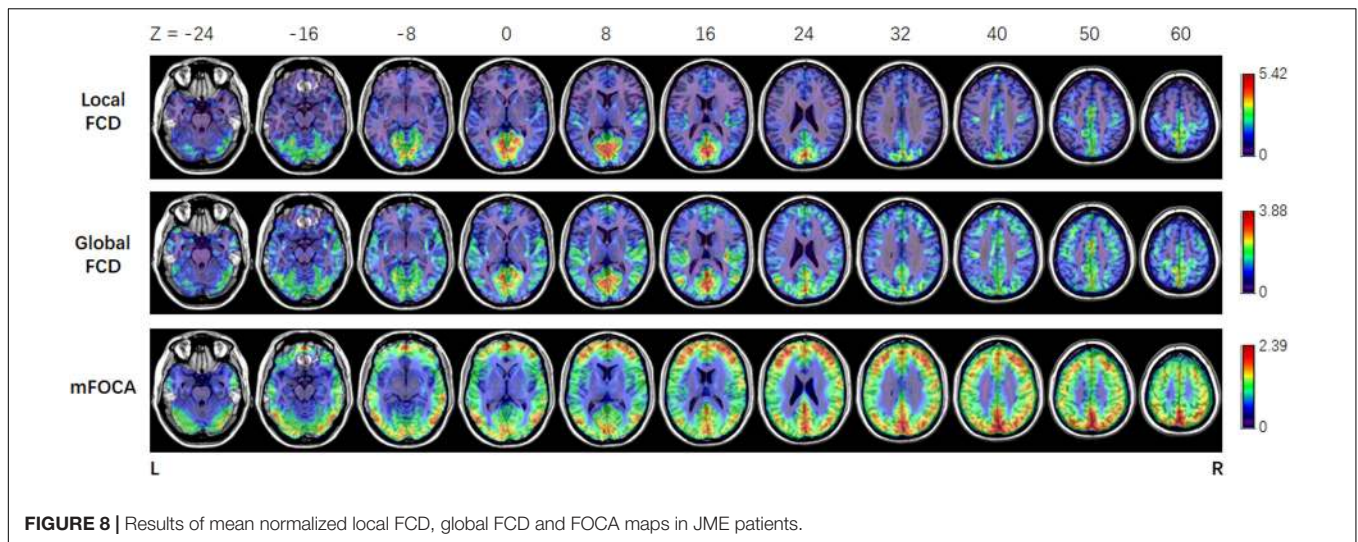 Z = -24 -16 -8 0 8 16 24 32 40 50 60
Local
FCD
5.42
0
Global
FCD
3.88
0
mFOCA
2.39
0
L R
FIGURE 8 | Results of mean normalized local FCD, global FCD and FOCA maps in JME patients.